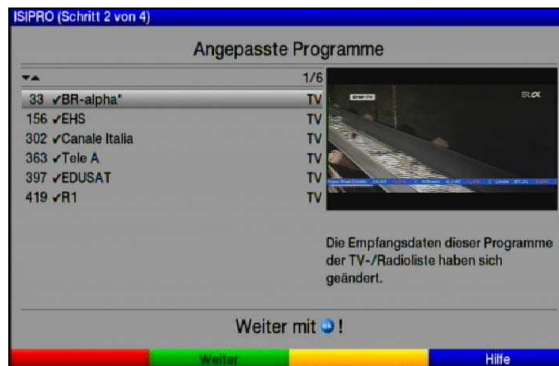 ISIPRO (Schritt 2 von 4)
Angepasste Programme
1/6
33 ✔BR-alpha* TV
156 ✔EHS TV
302 ✔Canale Italia TV
363 ✔Tele A TV
397 ✔EDUSAT TV
419 ✔R1 TV
Die Empfangsdaten dieser Programme
der TV-/Radioliste haben sich
geändert.
Weiter mit ok !
Weiter
Hilfe